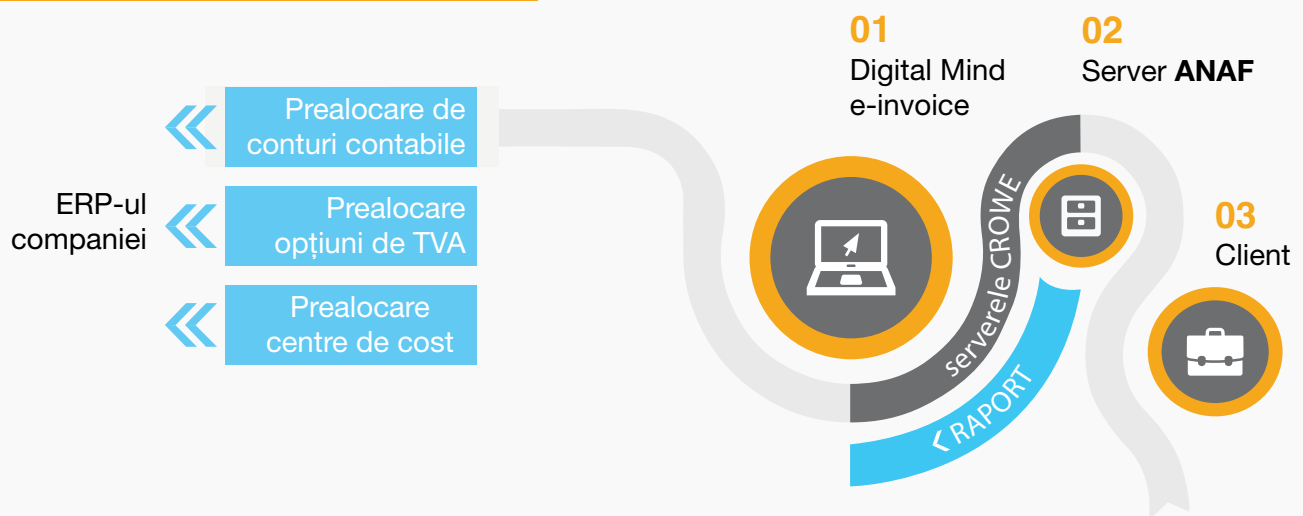 01
Digital Mind
e-invoice
02
Server ANAF
Prealocare de
conturi contabile
ERP-ul
companiei
Prealocare
opțiuni de TVA
Prealocare
centre de cost
serverele CROWE
RAPORT
03
Client